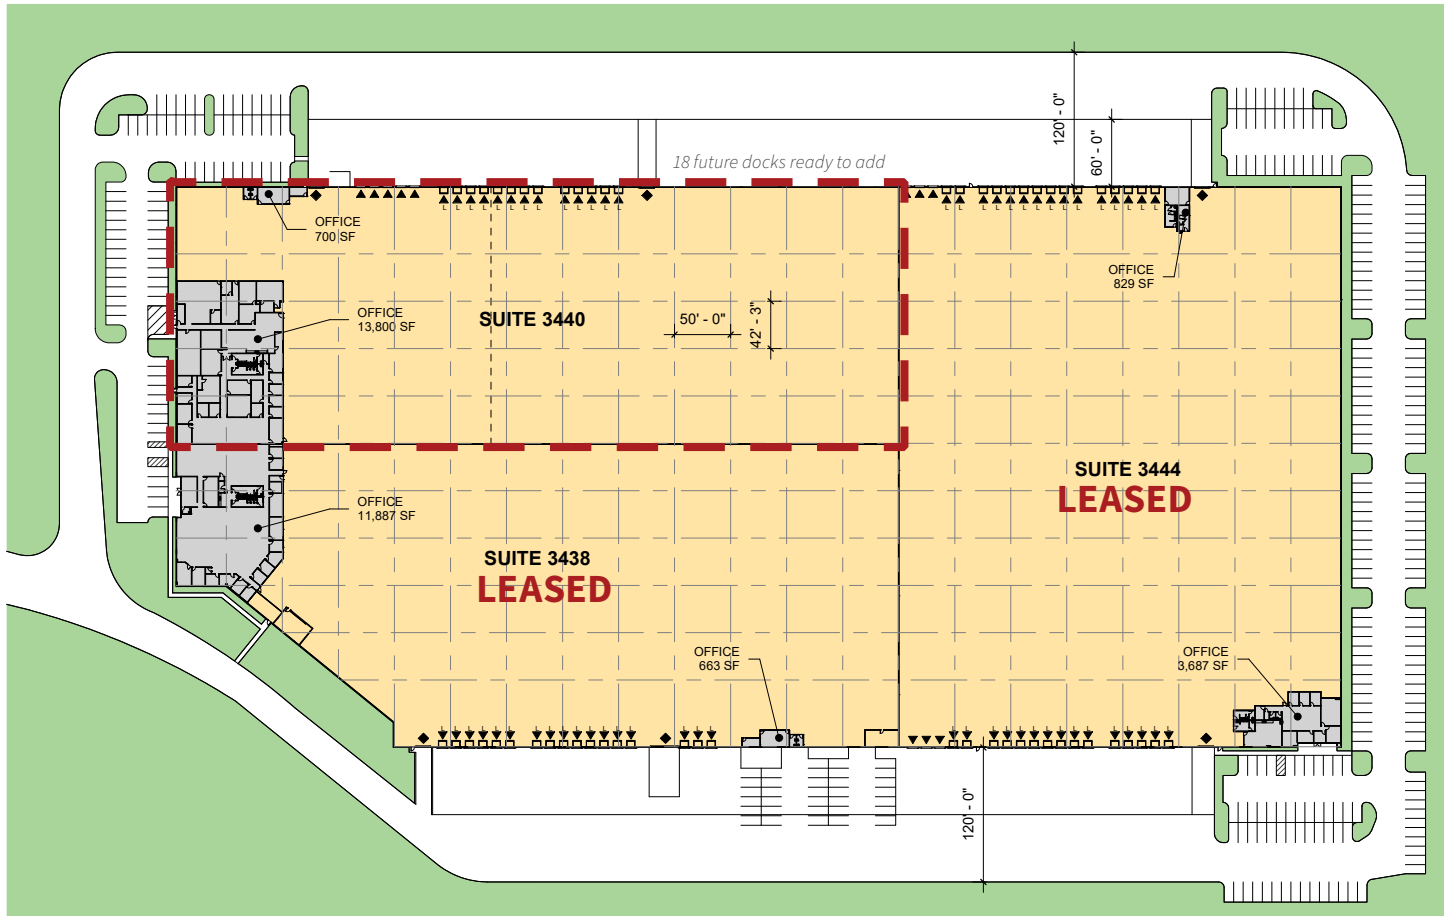 120' - 0"
60' - 0"
18 future docks ready to add
L L L L L L L L L L L L L
L L L L L L L L L L L L L L L
OFFICE
700 SF
OFFICE
829 SF
OFFICE
13,800 SF
SUITE 3440
50' - 0"
42' - 3"
SUITE 3444
LEASED
OFFICE
11,887 SF
SUITE 3438
LEASED
OFFICE
663 SF
OFFICE
3,687 SF
120' - 0"